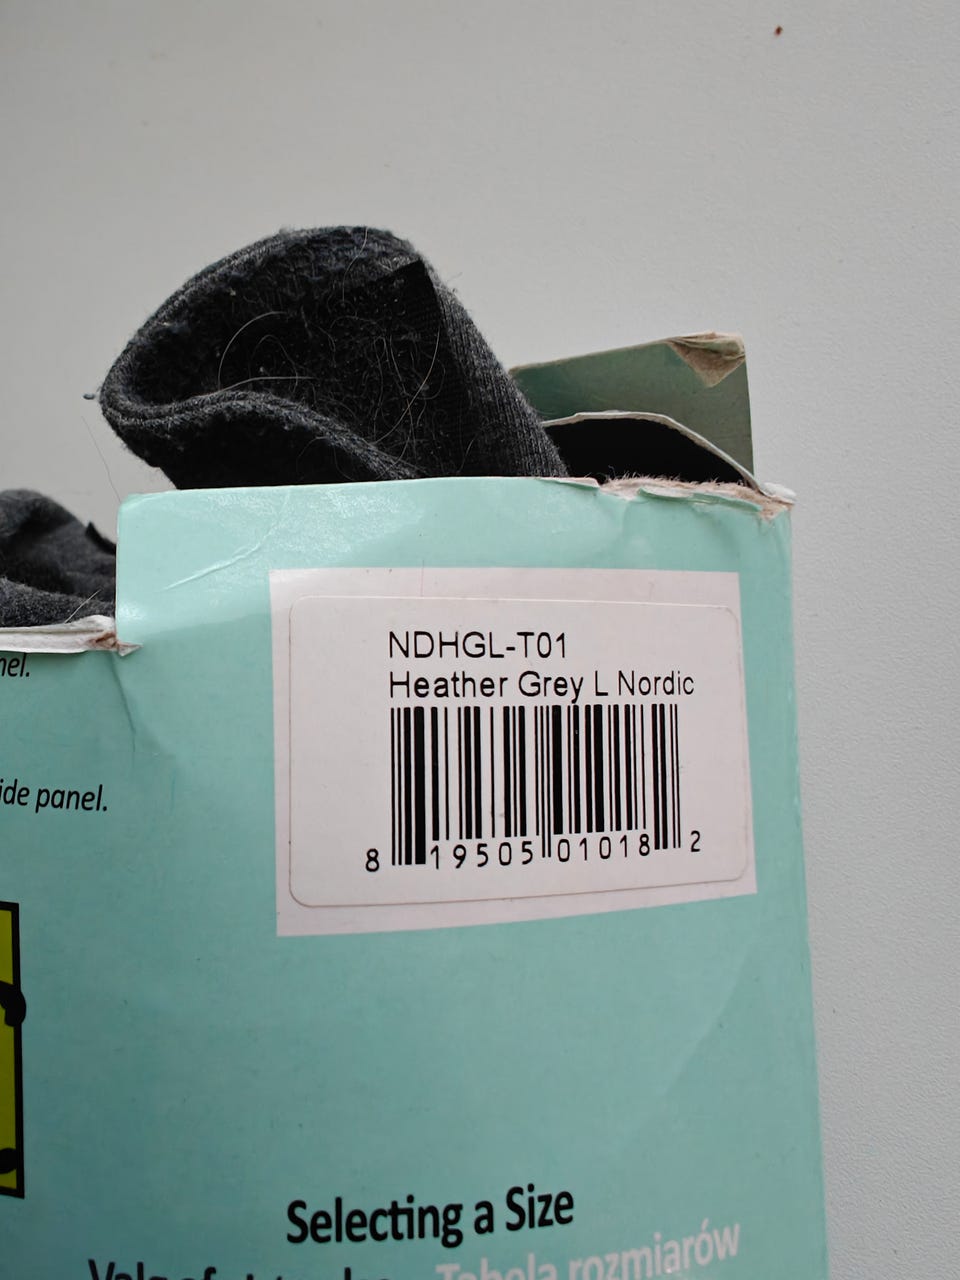 NDHGL-T01
Heather Grey L Nordic
8 19505 01018 2
nel.
ide panel.
Selecting a Size
Tabela rozmiarów